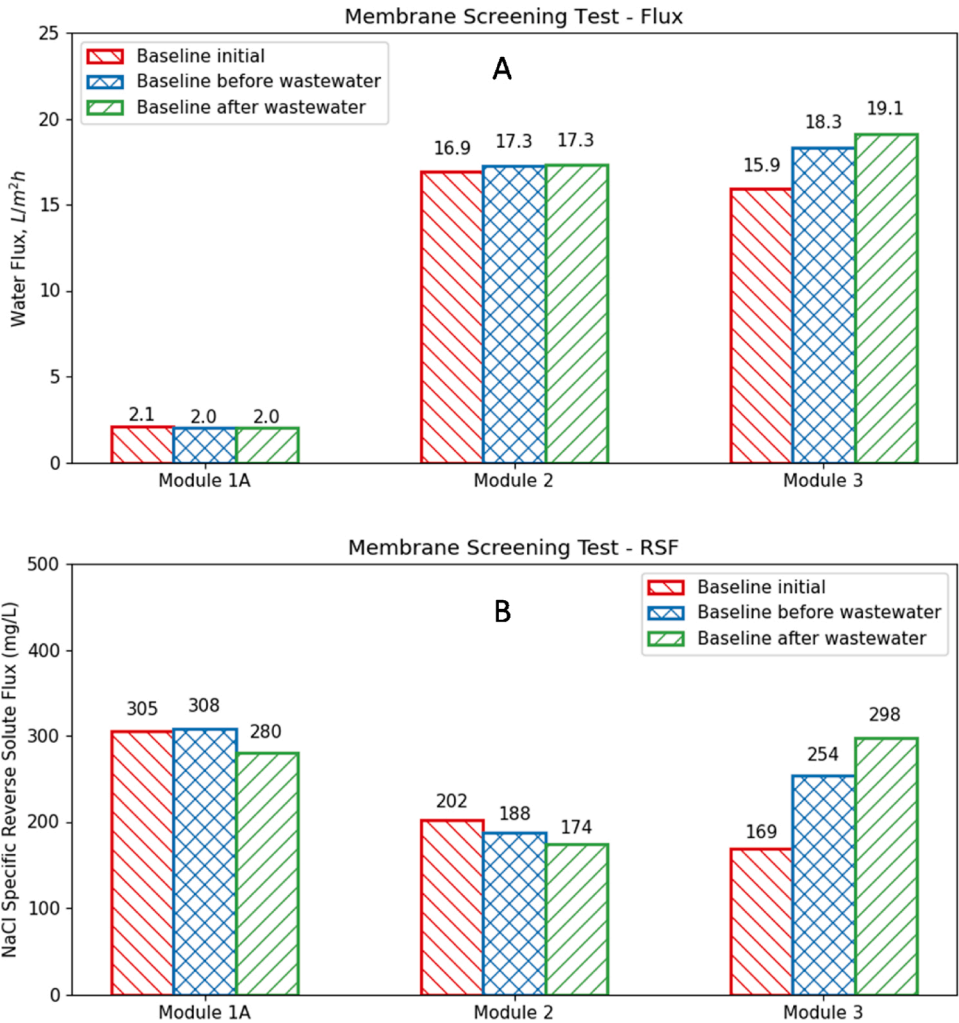 Membrane Screening Test - Flux
25
20
15
10
5
0
Water Flux, L/m²h
Baseline initial
Baseline before wastewater
Baseline after wastewater
A
2.1 2.0 2.0
16.9 17.3 17.3
15.9 18.3 19.1
Module 1A Module 2 Module 3
Membrane Screening Test - RSF
500
400
300
200
100
0
NaCl Specific Reverse Solute Flux (mg/L)
B
Baseline initial
Baseline before wastewater
Baseline after wastewater
305 308 280
202 188 174
169 254 298
Module 1A Module 2 Module 3